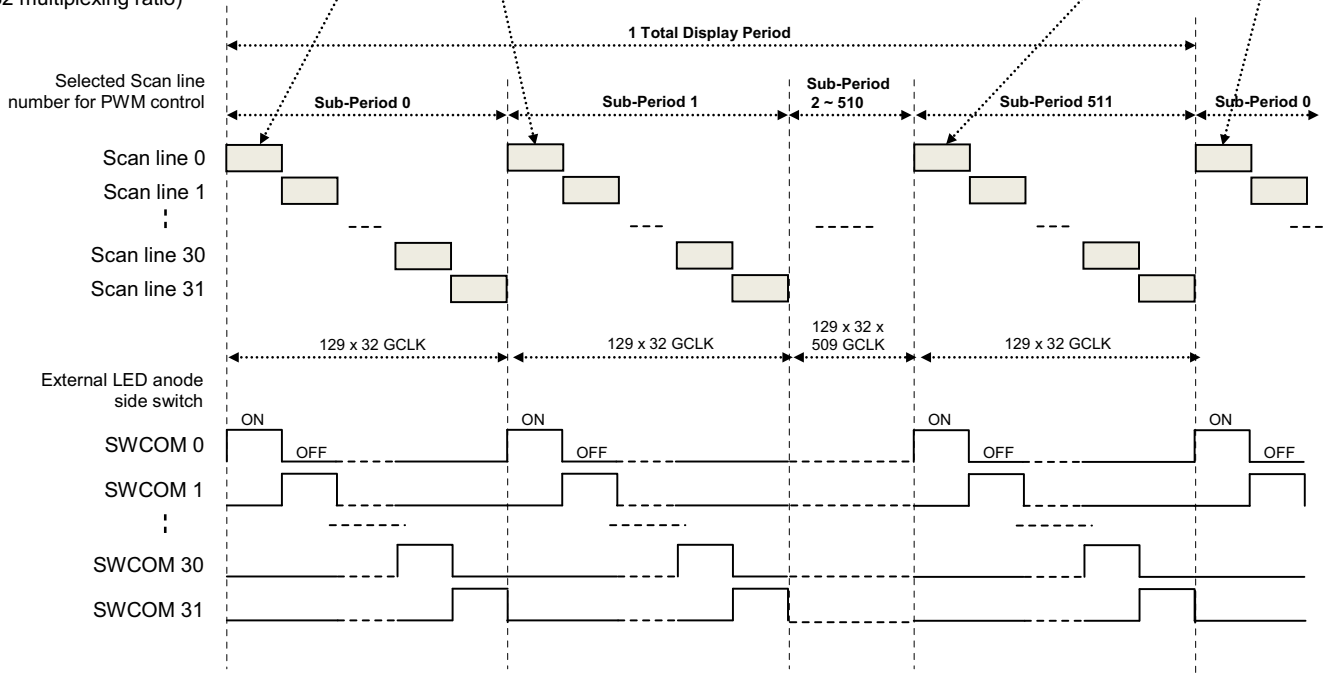 32 multiplexing ratio)
1 Total Display Period
Selected Scan line
number for PWM control
Sub-Period 0
Sub-Period 1
Sub-Period
2 ~ 510
Sub-Period 511
Sub-Period 0
Scan line 0
Scan line 1
Scan line 30
Scan line 31
129 x 32 GCLK
129 x 32 GCLK
129 x 32 x
509 GCLK
129 x 32 GCLK
External LED anode
side switch
ON
ON
ON
ON
SWCOM 0
OFF
OFF
OFF
OFF
SWCOM 1
SWCOM 30
SWCOM 31